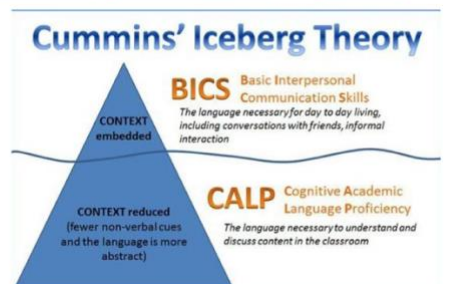 Cummins' Iceberg Theory
BICS Basic Interpersonal
Communication Skills
The language necessary for day to day living,
including conversations with friends, informal
interaction
CONTEXT
embedded
CALP Cognitive Academic
Language Proficiency
The language necessary to understand and
discuss content in the classroom
CONTEXT reduced
(fewer non-verbal cues
and the language is more
abstract)